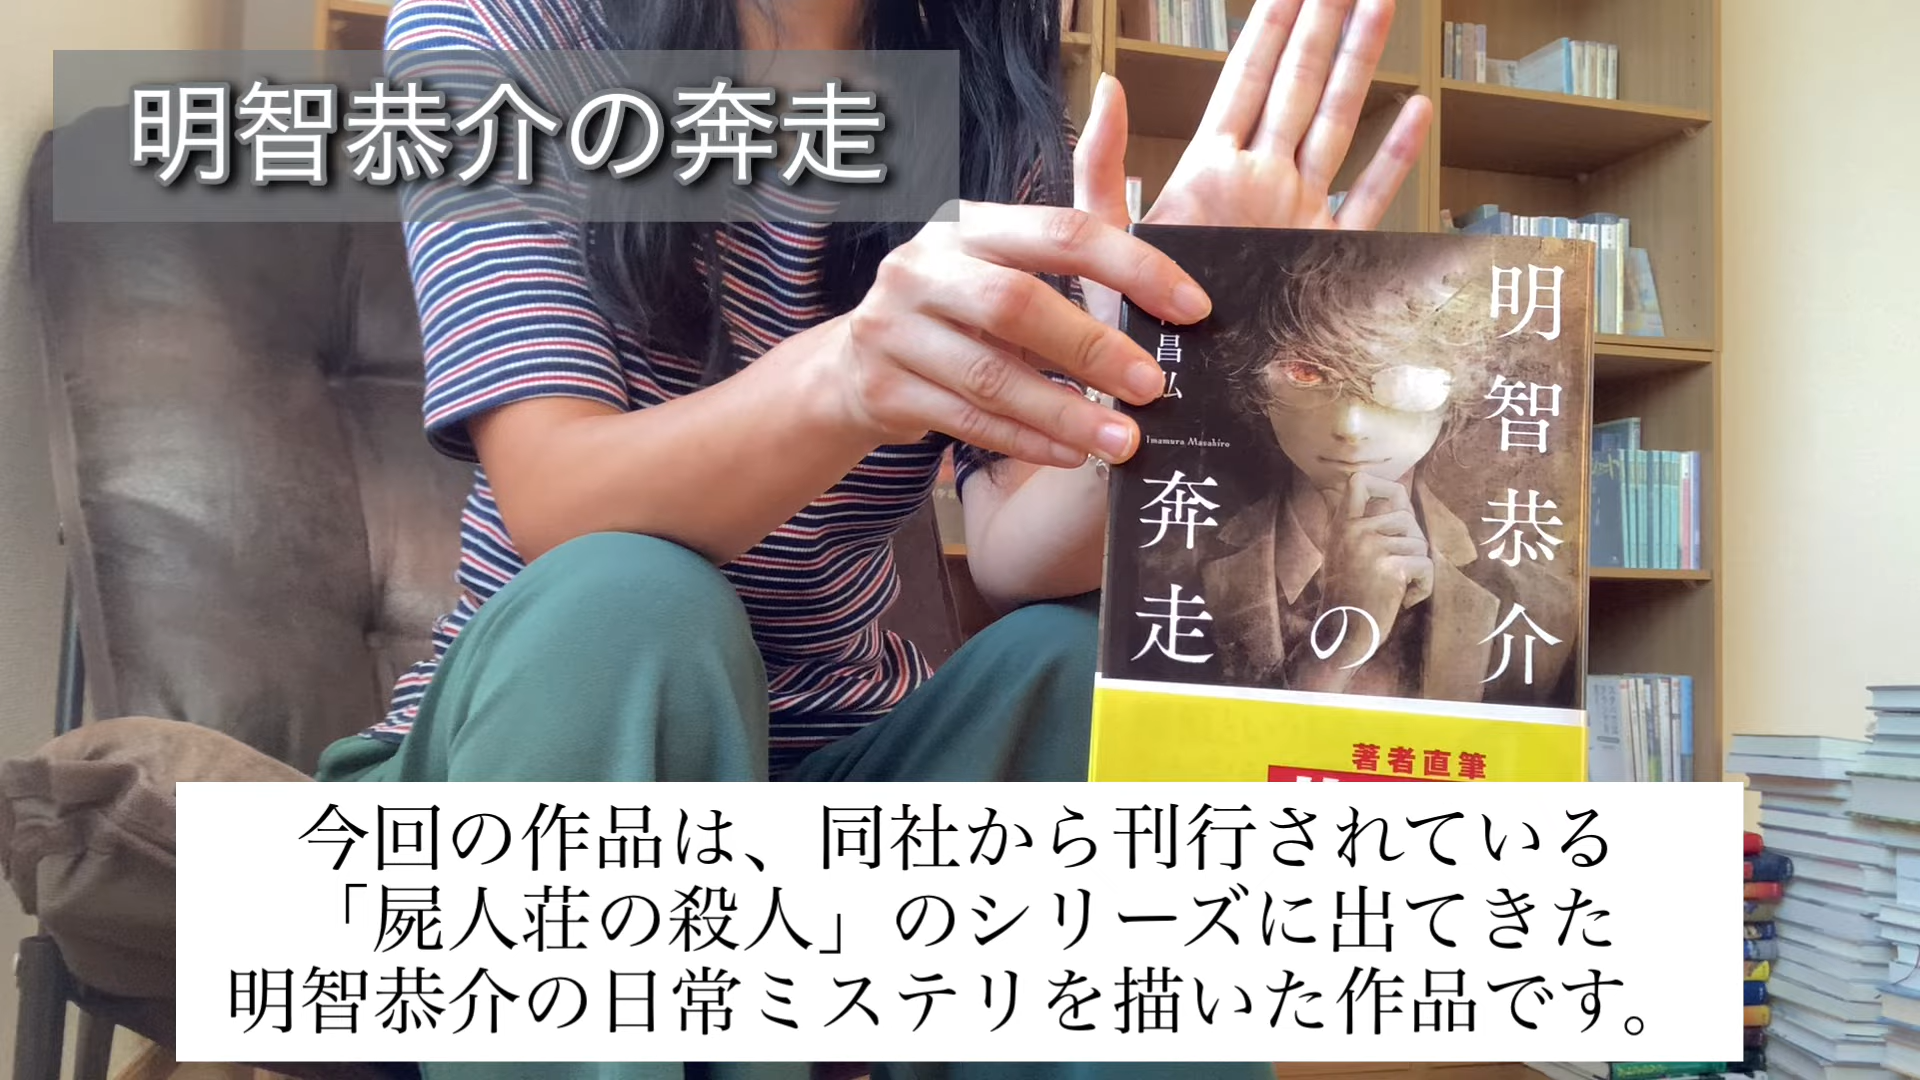 明智恭介の奔走
明智恭介
の
奔走
昌弘
Imamura Masahiro
著者直筆
今回の作品は、同社から刊行されている
「屍人荘の殺人」のシリーズに出てきた
明智恭介の日常ミステリを描いた作品です。